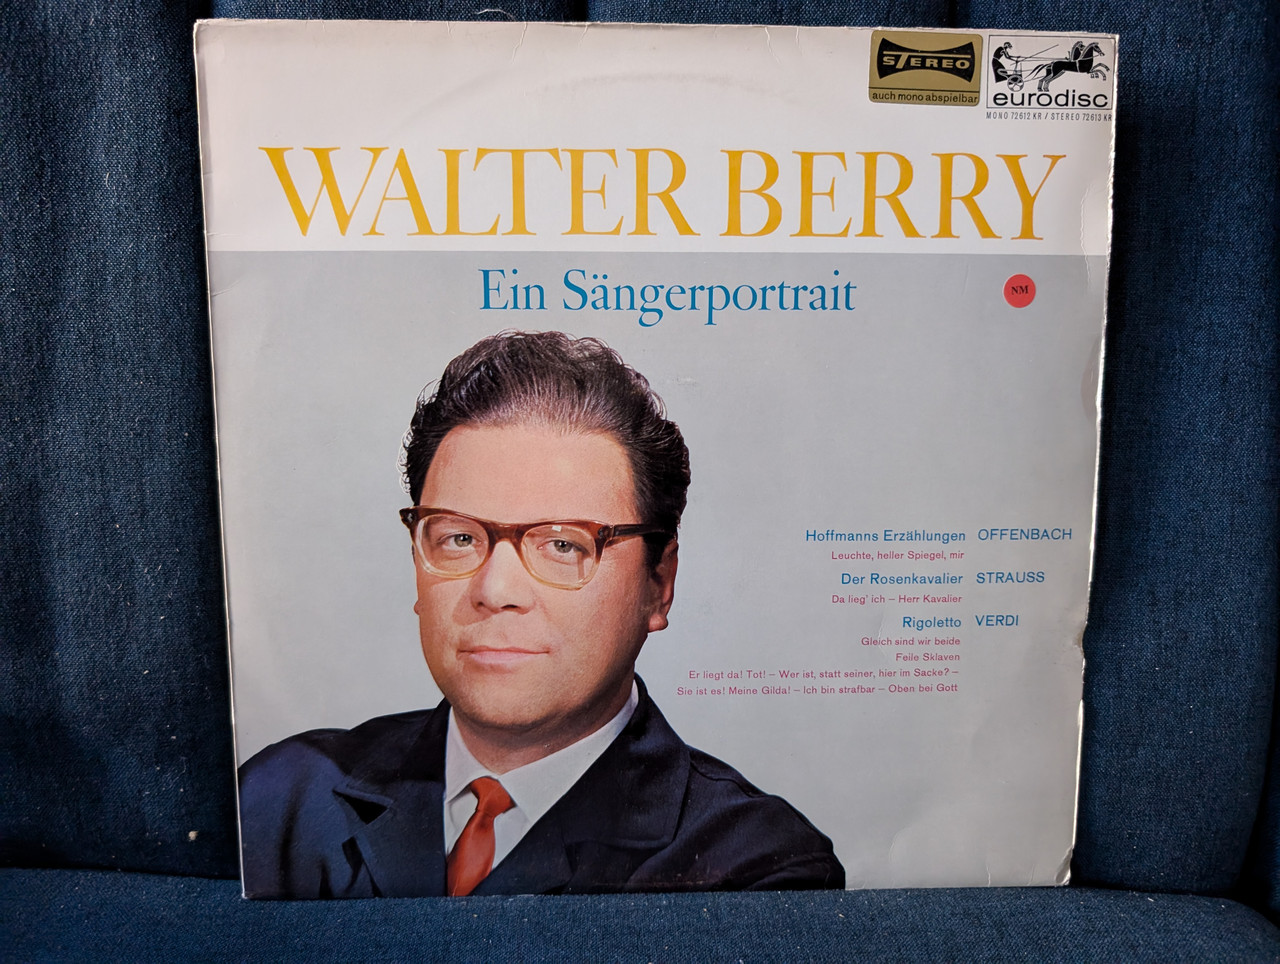 STEREO
auch mono abspielbar
eurodisc
MONO 72612 KR / STEREO 72613 KR
WALTER BERRY
Ein Sängerportrait
NM
Hoffmanns Erzählungen OFFENBACH
Leuchte, heller Spiegel, mir
Der Rosenkavalier STRAUSS
Da lieg' ich – Herr Kavalier
Rigoletto VERDI
Gleich sind wir beide
Feile Sklaven
Er liegt da! Tot! – Wer ist, statt seiner, hier im Sacke? –
Sie ist es! Meine Gilda! – Ich bin strafbar – Oben bei Gott